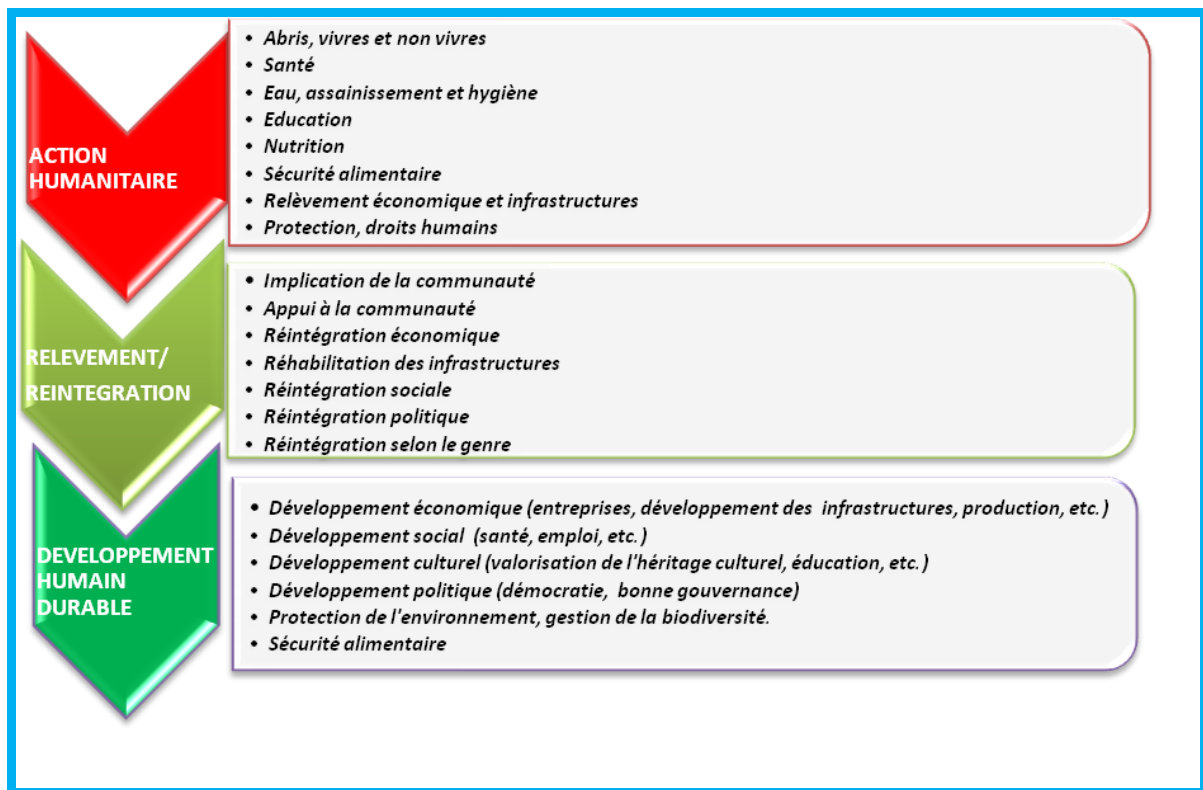 ACTION
HUMANITAIRE
• Abris, vivres et non vivres
• Santé
• Eau, assainissement et hygiène
• Education
• Nutrition
• Sécurité alimentaire
• Relèvement économique et infrastructures
• Protection, droits humains
RELEVEMENT/
REINTEGRATION
• Implication de la communauté
• Appui à la communauté
• Réintégration économique
• Réhabilitation des infrastructures
• Réintégration sociale
• Réintégration politique
• Réintégration selon le genre
DEVELOPPEMENT
HUMAIN
DURABLE
• Développement économique (entreprises, développement des infrastructures, production, etc.)
• Développement social (santé, emploi, etc.)
• Développement culturel (valorisation de l'héritage culturel, éducation, etc.)
• Développement politique (démocratie, bonne gouvernance)
• Protection de l'environnement, gestion de la biodiversité.
• Sécurité alimentaire